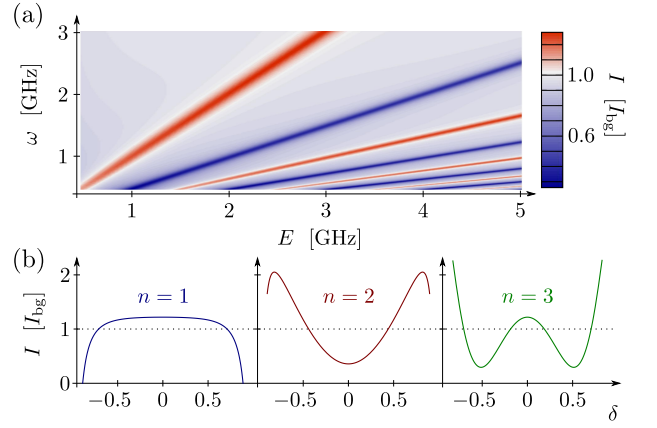 (a)
3
2
1
ω [GHz]
1 2 3 4 5
E [GHz]
1.0
0.6
I [I_bg]
(b)
2
1
0
I [I_bg]
n = 1
n = 2
n = 3
−0.5 0 0.5
−0.5 0 0.5
−0.5 0 0.5
δ